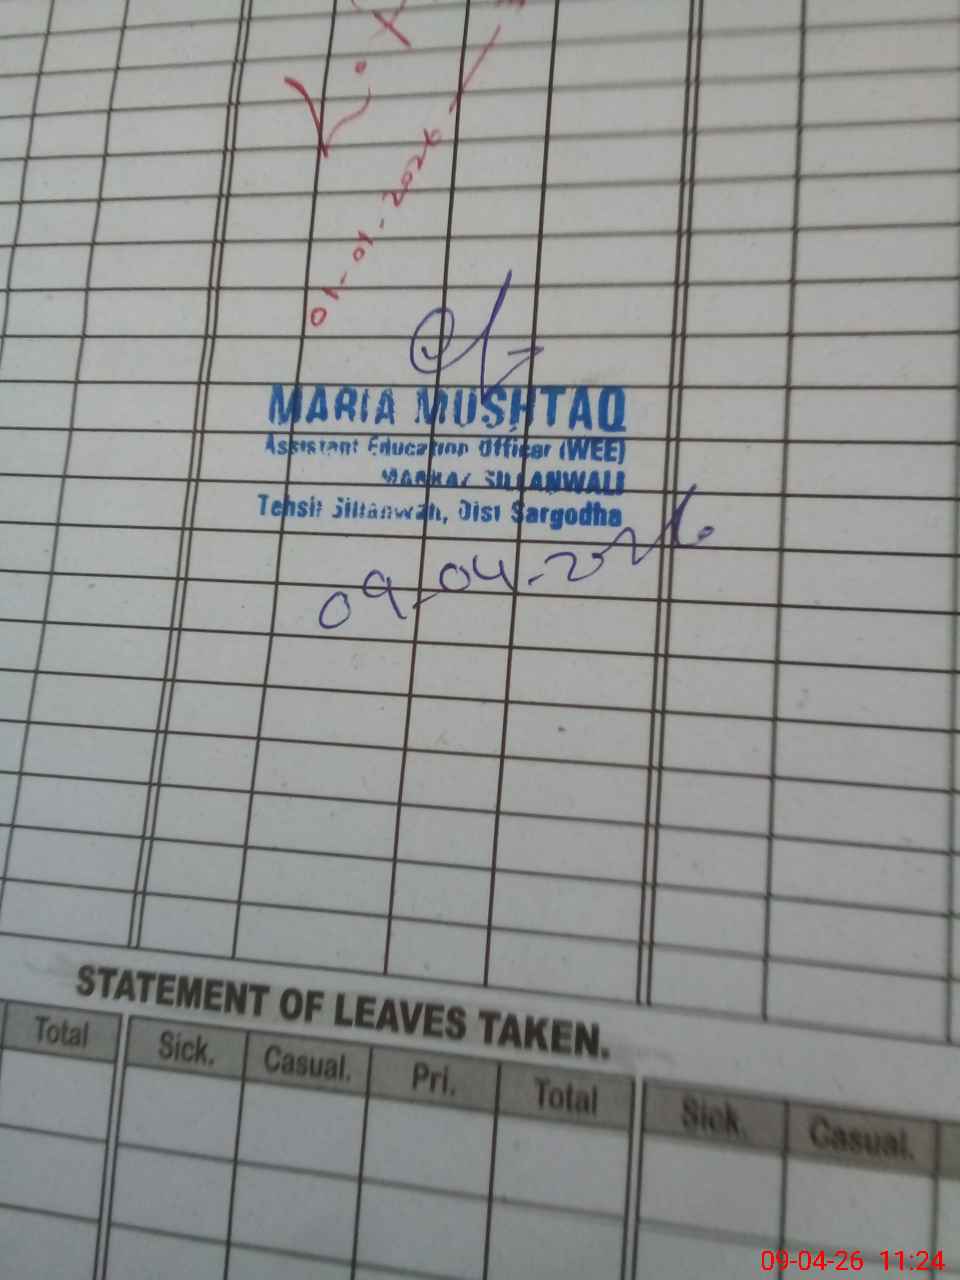 01-01-2026
MARIA MUSHTAQ
Assistant Education Officer (WEE)
MARKAZ SILLANWALI
Tehsil Sillanwali, Dist Sargodha
09-04-2026
STATEMENT OF LEAVES TAKEN.
Total Sick. Casual. Pri. Total Sick. Casual.
09-04-26 11:24